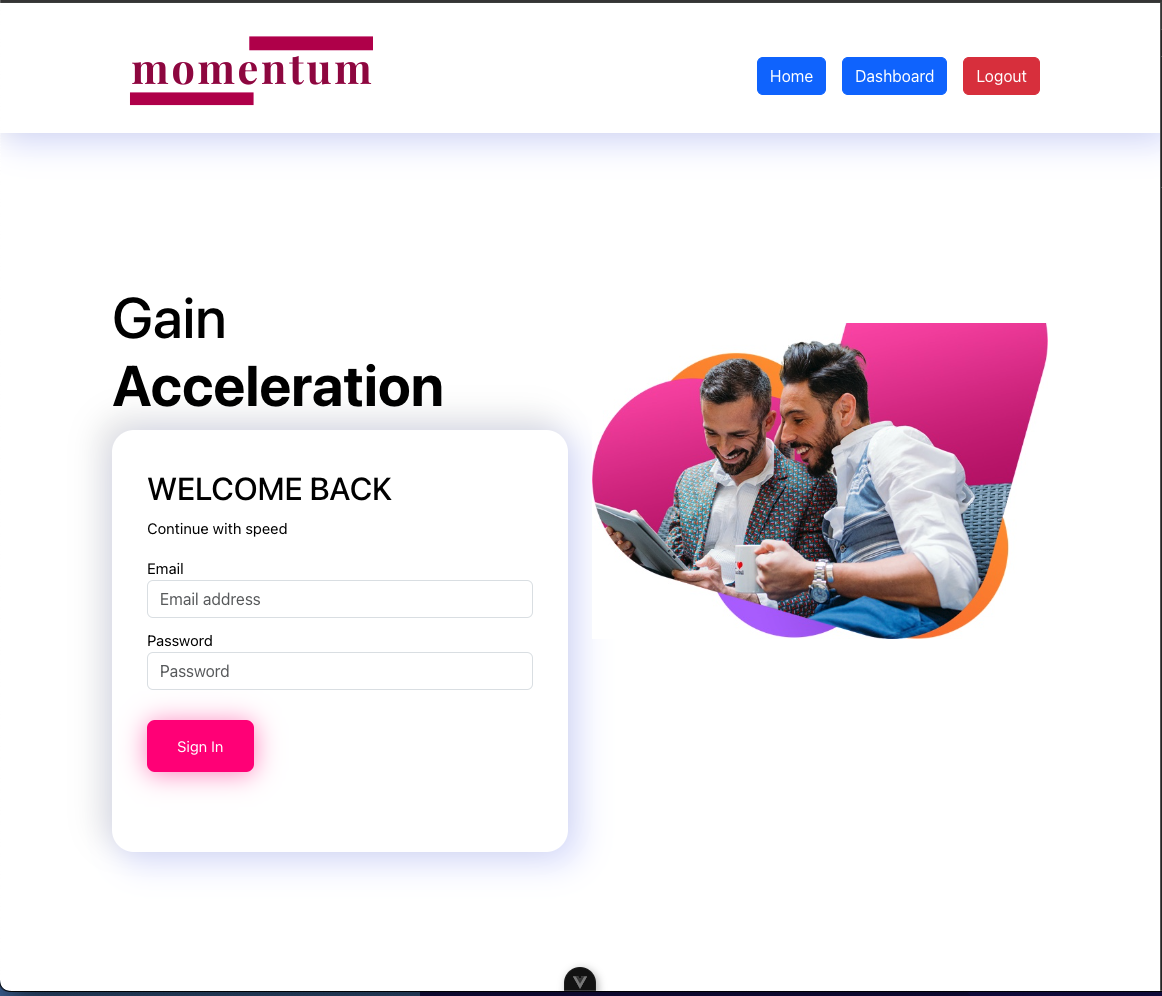 momentum
Home
Dashboard
Logout
Gain
Acceleration
WELCOME BACK
Continue with speed
Email
Email address
Password
Password
Sign In